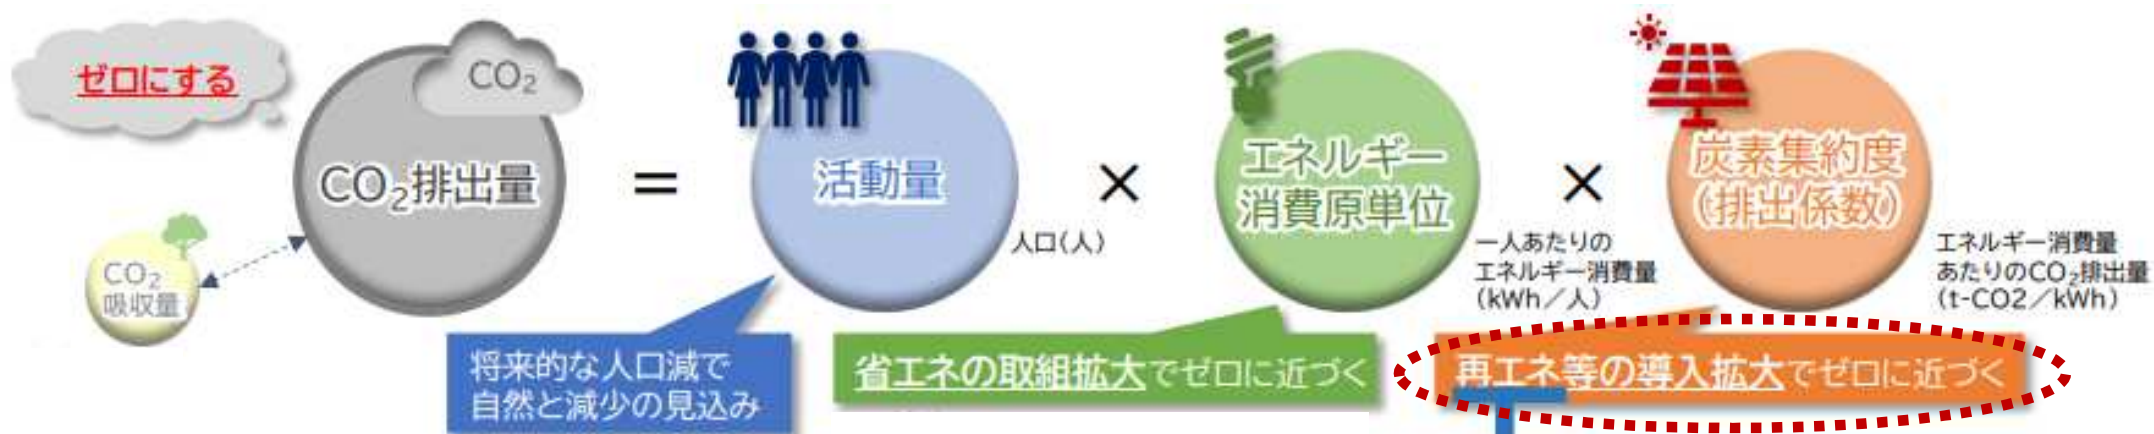 ゼロにする
CO₂
CO₂排出量
CO₂
吸収量
＝
活動量
人口(人)
×
エネルギー
消費原単位
一人あたりの
エネルギー消費量
(kWh／人)
×
炭素集約度
(排出係数)
エネルギー消費量
あたりのCO₂排出量
(t-CO2／kWh)
将来的な人口減で
自然と減少の見込み
省エネの取組拡大でゼロに近づく
再エネ等の導入拡大でゼロに近づく